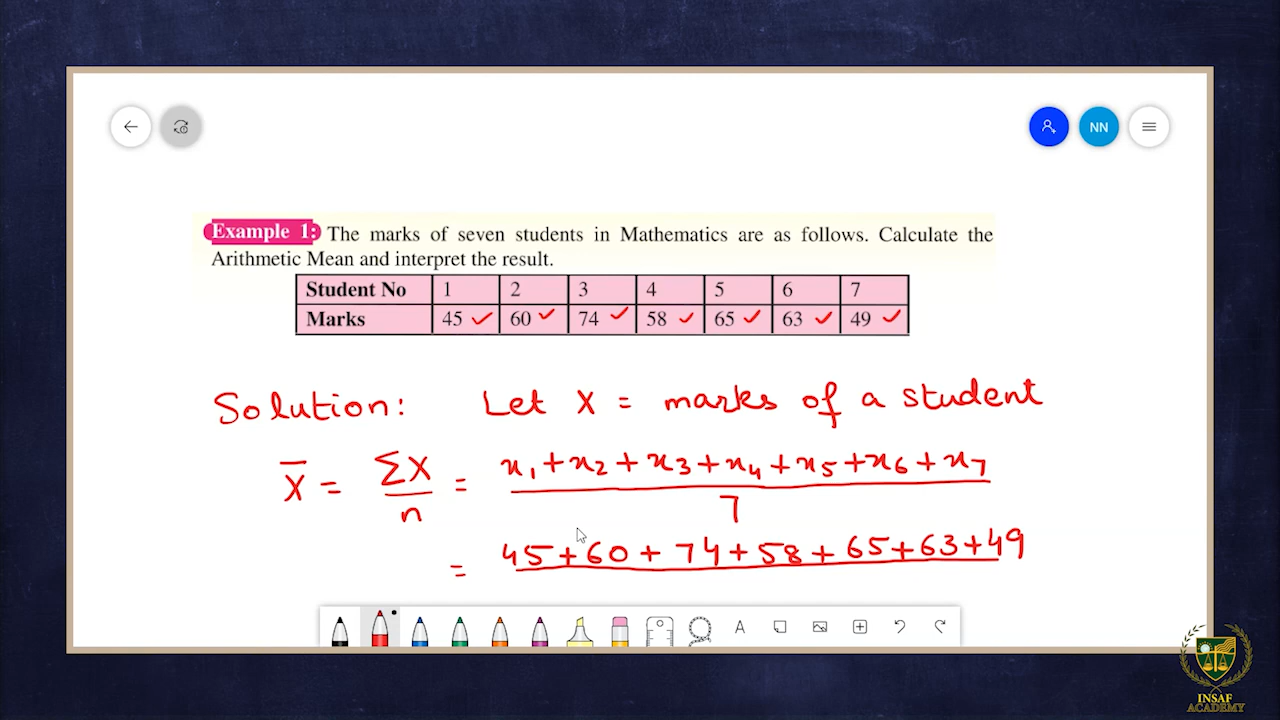 NN
Example 1: The marks of seven students in Mathematics are as follows. Calculate the
Arithmetic Mean and interpret the result.
Student No 1 2 3 4 5 6 7
Marks 45 60 74 58 65 63 49
Solution: Let X = marks of a student
X̄ = ΣX/n = x₁+x₂+x₃+x₄+x₅+x₆+x₇/7
= 45+60+74+58+65+63+49
A
INSAF
ACADEMY